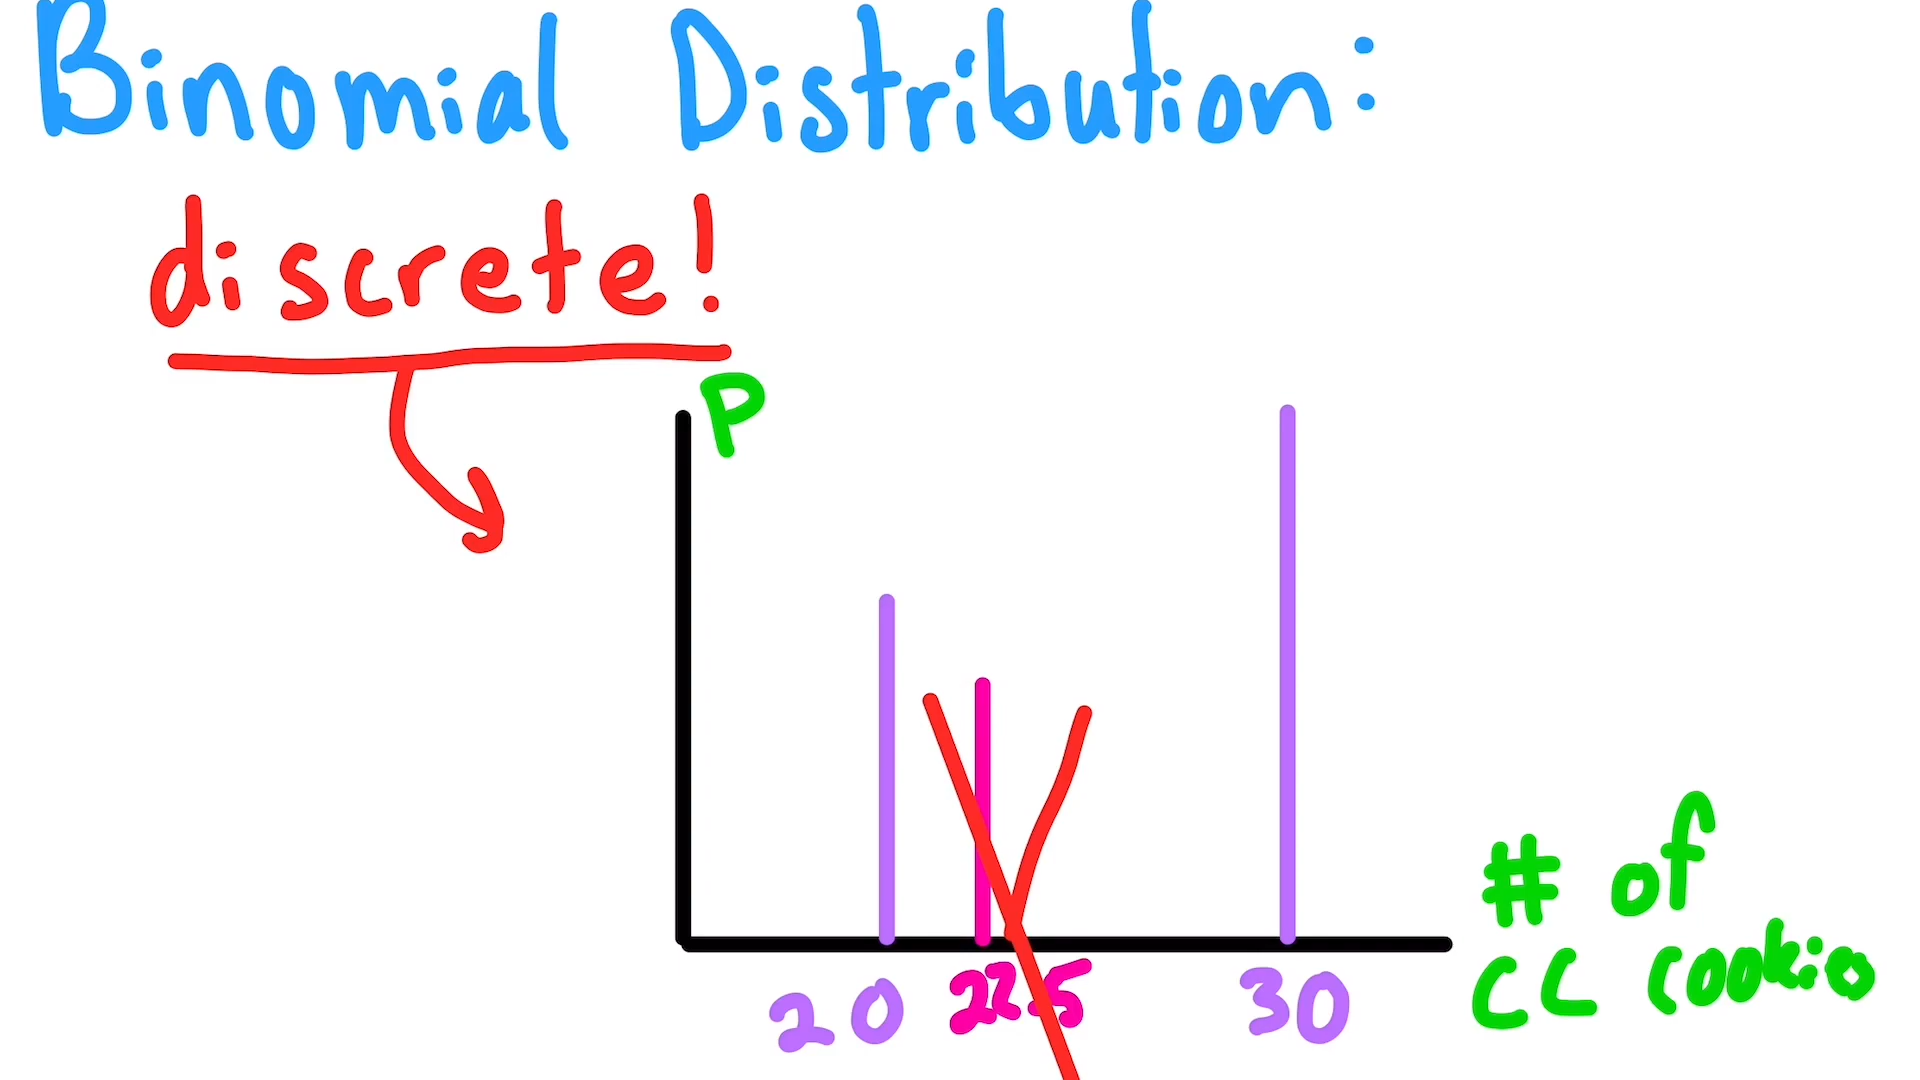 Binomial Distribution:
discrete!
P
# of
CC cookies
20 22.5 30